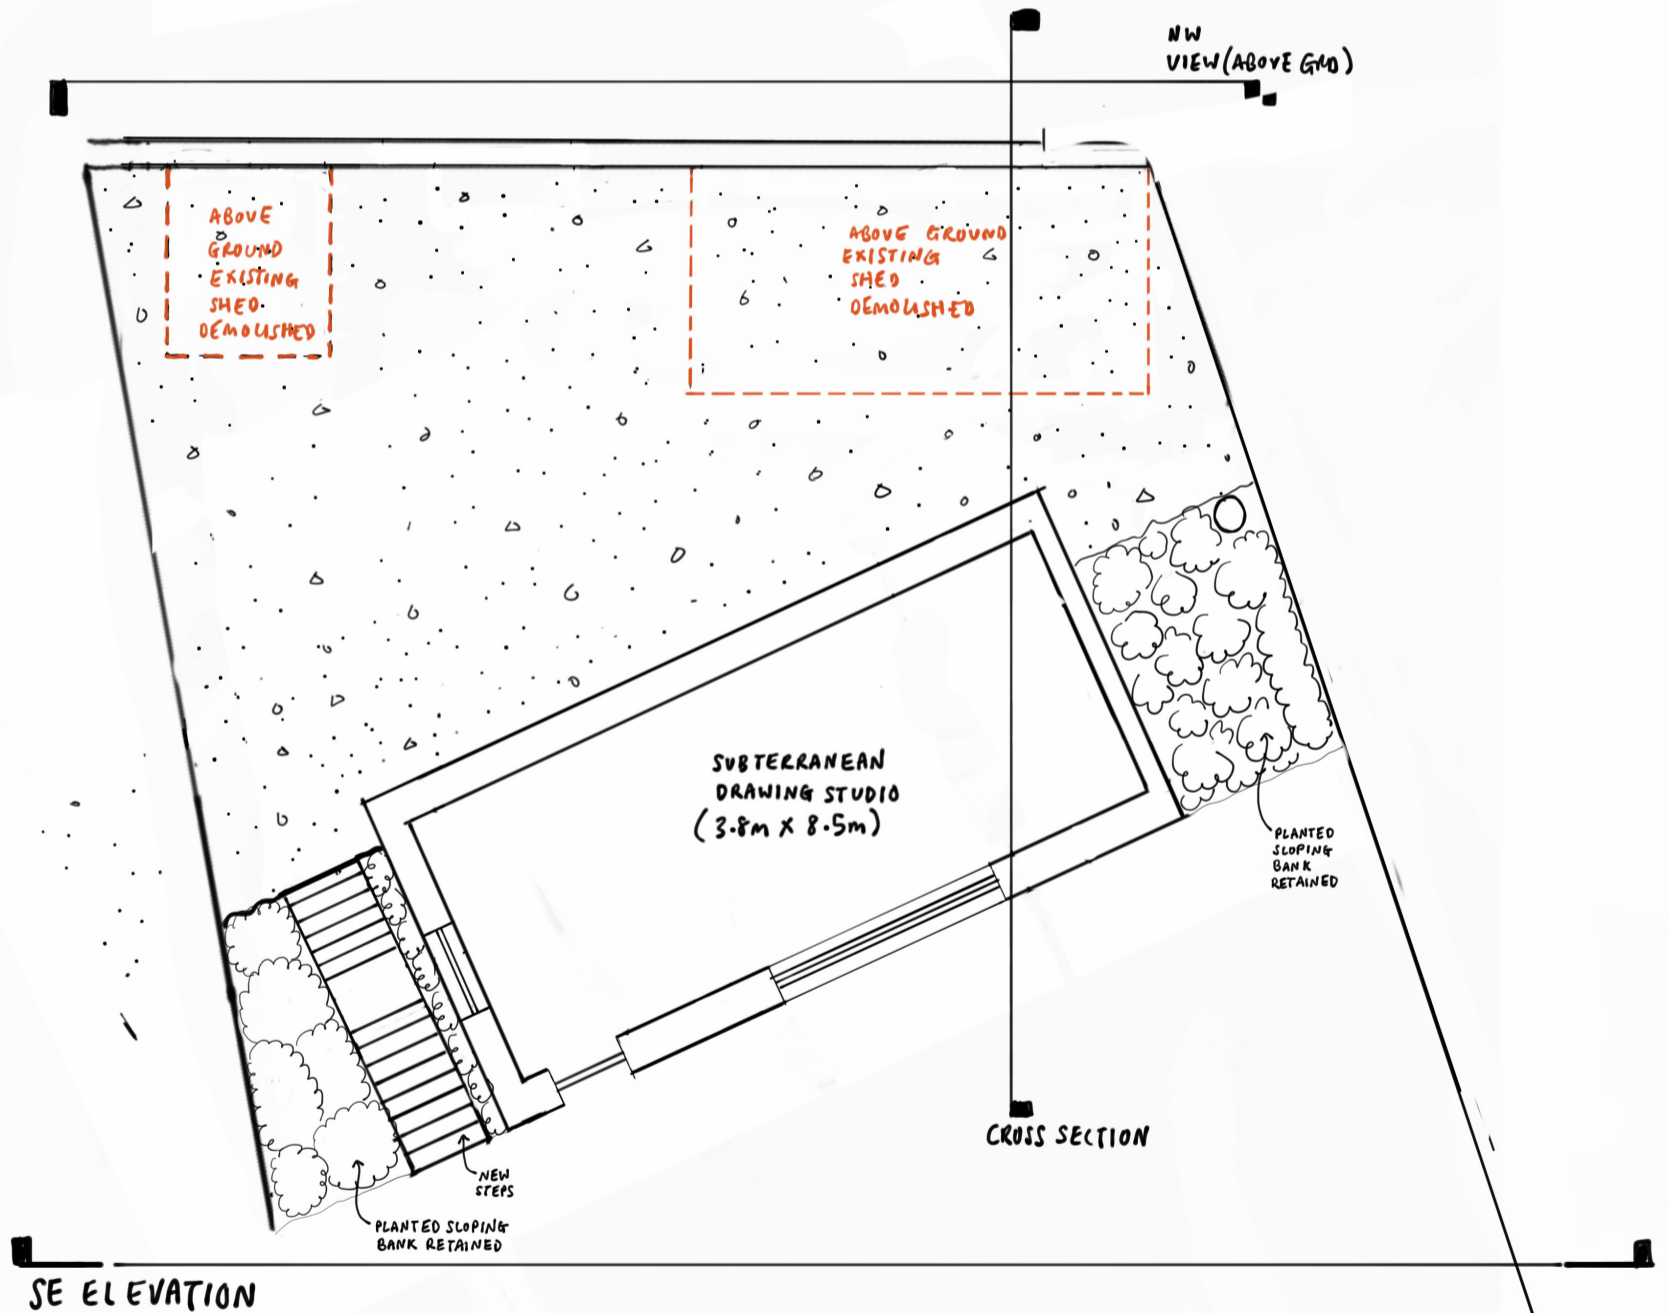 NW
VIEW (ABOVE GRD)
ABOVE
GROUND
EXISTING
SHED
DEMOLISHED
ABOVE GROUND
EXISTING
SHED
DEMOLISHED
SUBTERRANEAN
DRAWING STUDIO
(3.8m X 8.5m)
PLANTED
SLOPING
BANK
RETAINED
CROSS SECTION
NEW
STEPS
PLANTED SLOPING
BANK RETAINED
SE ELEVATION